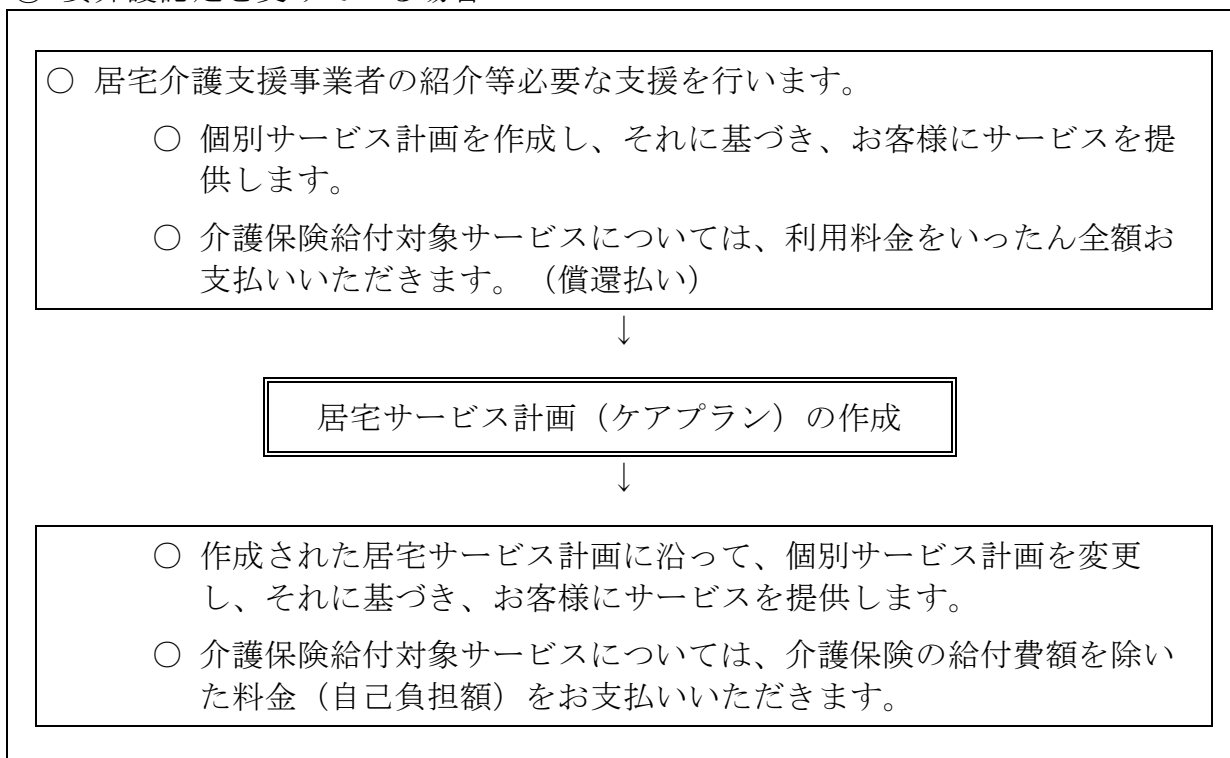 ○ 居宅介護支援事業者の紹介等必要な支援を行います。
○ 個別サービス計画を作成し、それに基づき、お客様にサービスを提
供します。
○ 介護保険給付対象サービスについては、利用料金をいったん全額お
支払いいただきます。（償還払い）
↓
居宅サービス計画（ケアプラン）の作成
↓
○ 作成された居宅サービス計画に沿って、個別サービス計画を変更
し、それに基づき、お客様にサービスを提供します。
○ 介護保険給付対象サービスについては、介護保険の給付費額を除い
た料金（自己負担額）をお支払いいただきます。